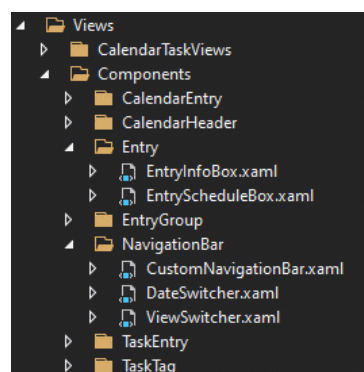 Views
CalendarTaskViews
Components
CalendarEntry
CalendarHeader
Entry
EntryInfoBox.xaml
EntryScheduleBox.xaml
EntryGroup
NavigationBar
CustomNavigationBar.xaml
DateSwitcher.xaml
ViewSwitcher.xaml
TaskEntry
TaskTag